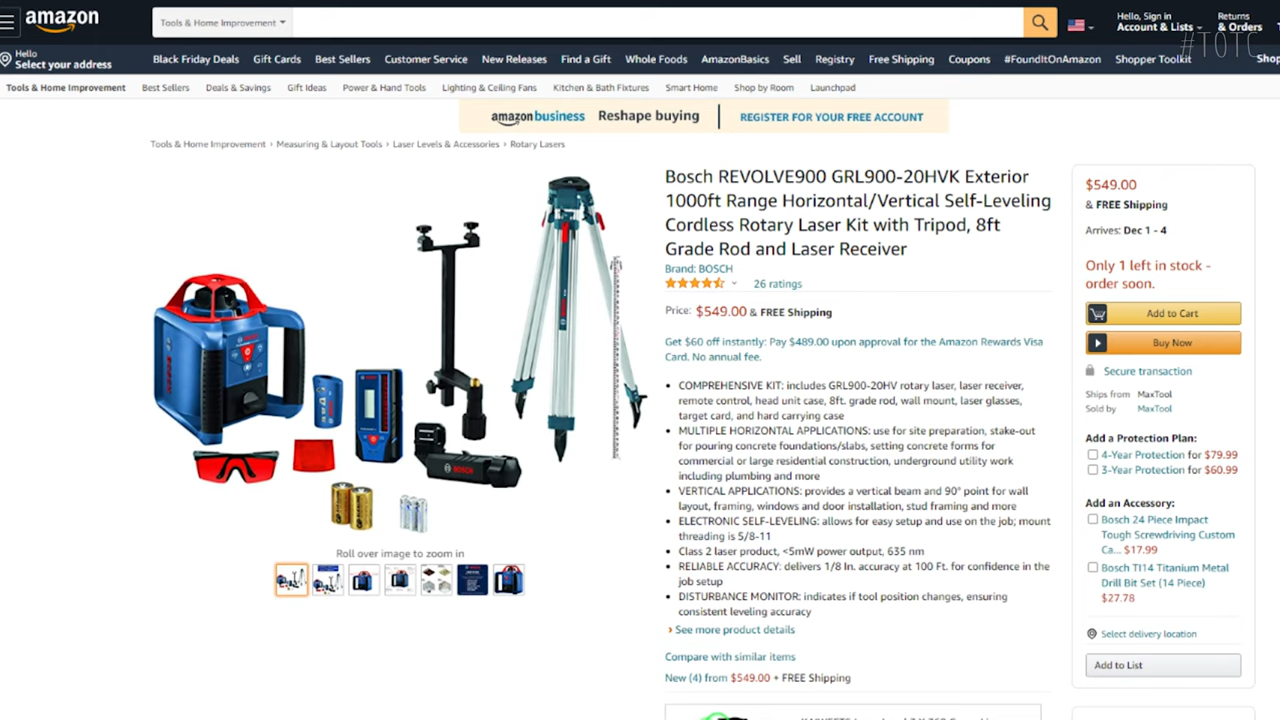 amazon
Tools & Home Improvement
Hello, Sign in
Account & Lists
Returns
& Orders
#TOTC
Hello
Select your address
Black Friday Deals Gift Cards Best Sellers Customer Service New Releases Find a Gift Whole Foods AmazonBasics Sell Registry Free Shipping Coupons #FoundItOnAmazon Shopper Toolkit Shop
Tools & Home Improvement Best Sellers Deals & Savings Gift Ideas Power & Hand Tools Lighting & Ceiling Fans Kitchen & Bath Fixtures Smart Home Shop by Room Launchpad
amazon business Reshape buying REGISTER FOR YOUR FREE ACCOUNT
Tools & Home Improvement › Measuring & Layout Tools › Laser Levels & Accessories › Rotary Lasers
BOSCH
Roll over image to zoom in
Bosch REVOLVE900 GRL900-20HVK Exterior
1000ft Range Horizontal/Vertical Self-Leveling
Cordless Rotary Laser Kit with Tripod, 8ft
Grade Rod and Laser Receiver
Brand: BOSCH
26 ratings
Price: $549.00 & FREE Shipping
Get $60 off instantly: Pay $489.00 upon approval for the Amazon Rewards Visa
Card. No annual fee.
• COMPREHENSIVE KIT: includes GRL900-20HV rotary laser, laser receiver,
remote control, head unit case, 8ft. grade rod, wall mount, laser glasses,
target card, and hard carrying case
• MULTIPLE HORIZONTAL APPLICATIONS: use for site preparation, stake-out
for pouring concrete foundations/slabs, setting concrete forms for
commercial or large residential construction, underground utility work
including plumbing and more
• VERTICAL APPLICATIONS: provides a vertical beam and 90° point for wall
layout, framing, windows and door installation, stud framing and more
• ELECTRONIC SELF-LEVELING: allows for easy setup and use on the job; mount
threading is 5/8-11
• Class 2 laser product, <5mW power output, 635 nm
• RELIABLE ACCURACY: delivers 1/8 In. accuracy at 100 Ft. for confidence in the
job setup
• DISTURBANCE MONITOR: indicates if tool position changes, ensuring
consistent leveling accuracy
› See more product details
Compare with similar items
New (4) from $549.00 + FREE Shipping
$549.00
& FREE Shipping
Arrives: Dec 1 - 4
Only 1 left in stock -
order soon.
Add to Cart
Buy Now
Secure transaction
Ships from MaxTool
Sold by MaxTool
Add a Protection Plan:
4-Year Protection for $79.99
3-Year Protection for $60.99
Add an Accessory:
Bosch 24 Piece Impact
Tough Screwdriving Custom
Ca... $17.99
Bosch TI14 Titanium Metal
Drill Bit Set (14 Piece)
$27.78
Select delivery location
Add to List